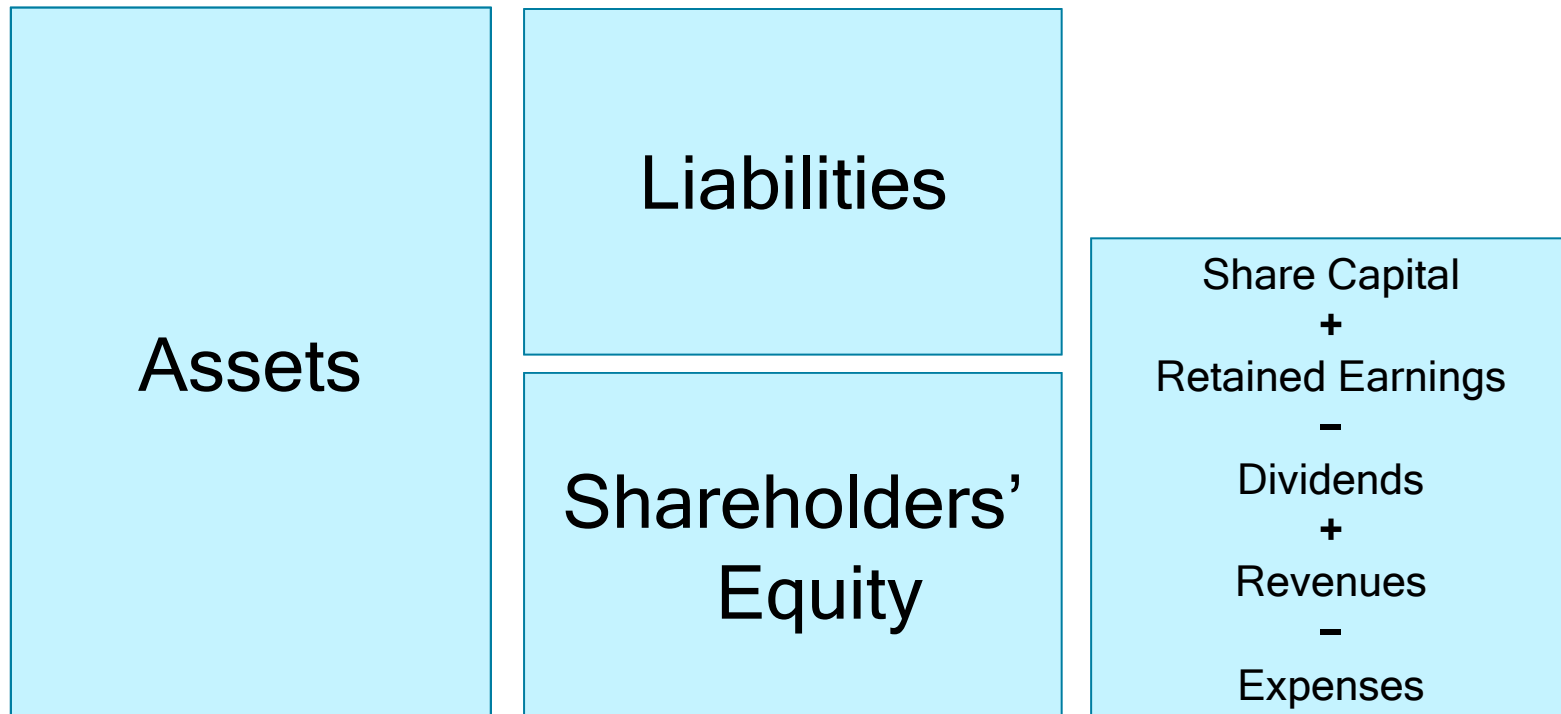 Assets
Liabilities
Shareholders’
Equity
Share Capital
+
Retained Earnings
–
Dividends
+
Revenues
–
Expenses